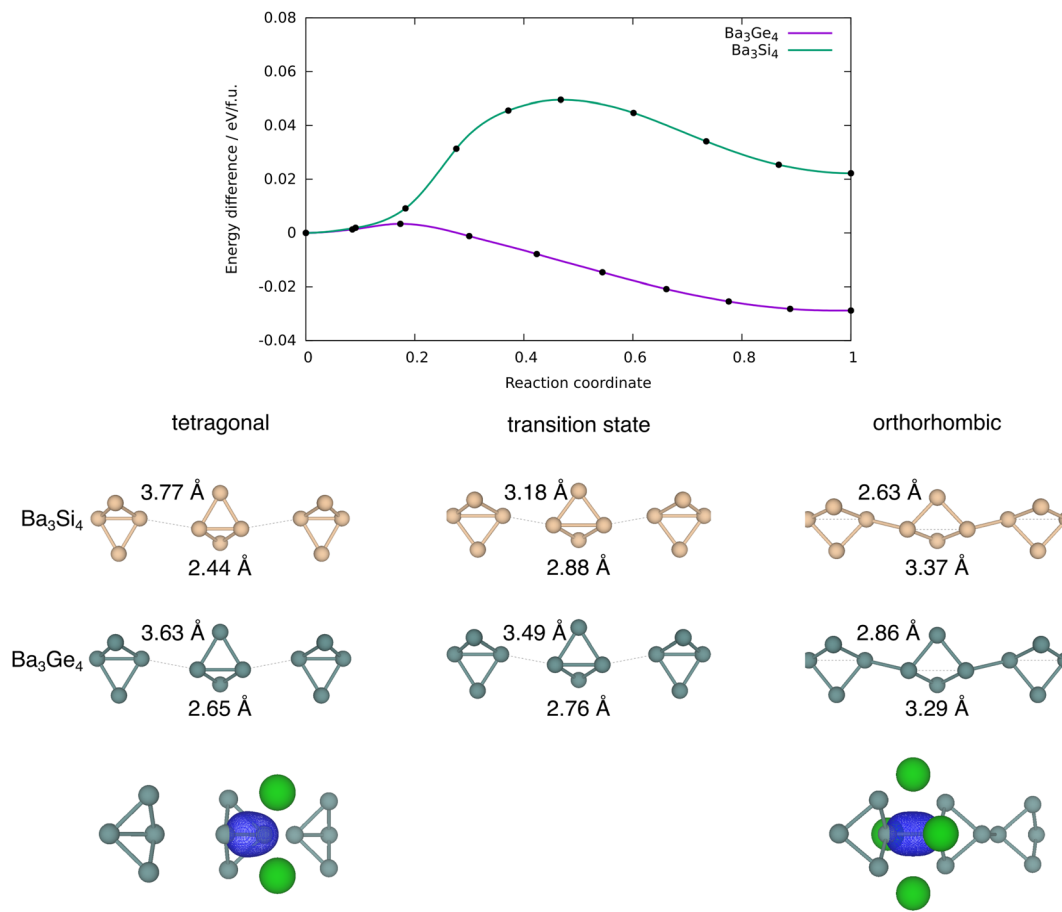 0.08
0.06
0.04
0.02
0
-0.02
-0.04
Energy difference / eV/f.u.
Ba₃Ge₄
Ba₃Si₄
0 0.2 0.4 0.6 0.8 1
Reaction coordinate
tetragonal transition state orthorhombic
3.77 Å 3.18 Å 2.63 Å
Ba₃Si₄
2.44 Å 2.88 Å 3.37 Å
3.63 Å 3.49 Å 2.86 Å
Ba₃Ge₄
2.65 Å 2.76 Å 3.29 Å